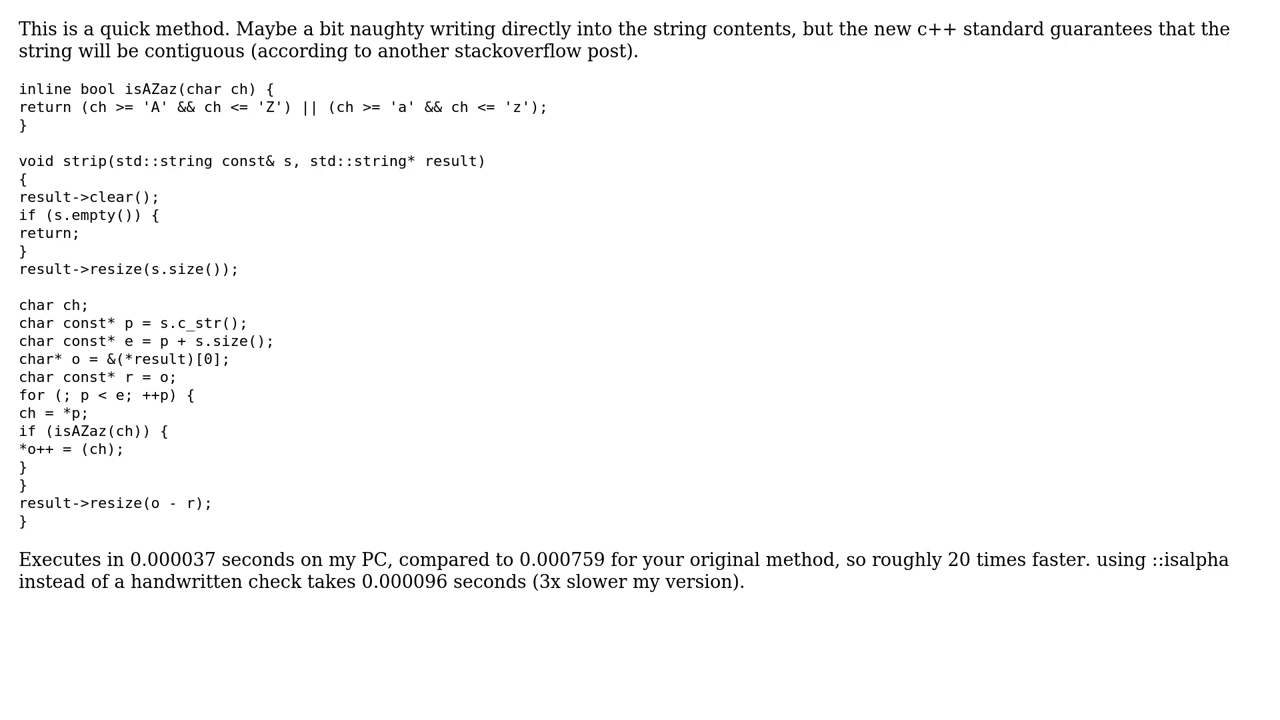 This is a quick method. Maybe a bit naughty writing directly into the string contents, but the new c++ standard guarantees that the
string will be contiguous (according to another stackoverflow post).
inline bool isAZaz(char ch) {
return (ch >= 'A' && ch <= 'Z') || (ch >= 'a' && ch <= 'z');
}
void strip(std::string const& s, std::string* result)
{
result->clear();
if (s.empty()) {
return;
}
result->resize(s.size());
char ch;
char const* p = s.c_str();
char const* e = p + s.size();
char* o = &(*result)[0];
char const* r = o;
for (; p < e; ++p) {
ch = *p;
if (isAZaz(ch)) {
*o++ = (ch);
}
}
result->resize(o - r);
}
Executes in 0.000037 seconds on my PC, compared to 0.000759 for your original method, so roughly 20 times faster. using ::isalpha
instead of a handwritten check takes 0.000096 seconds (3x slower my version).